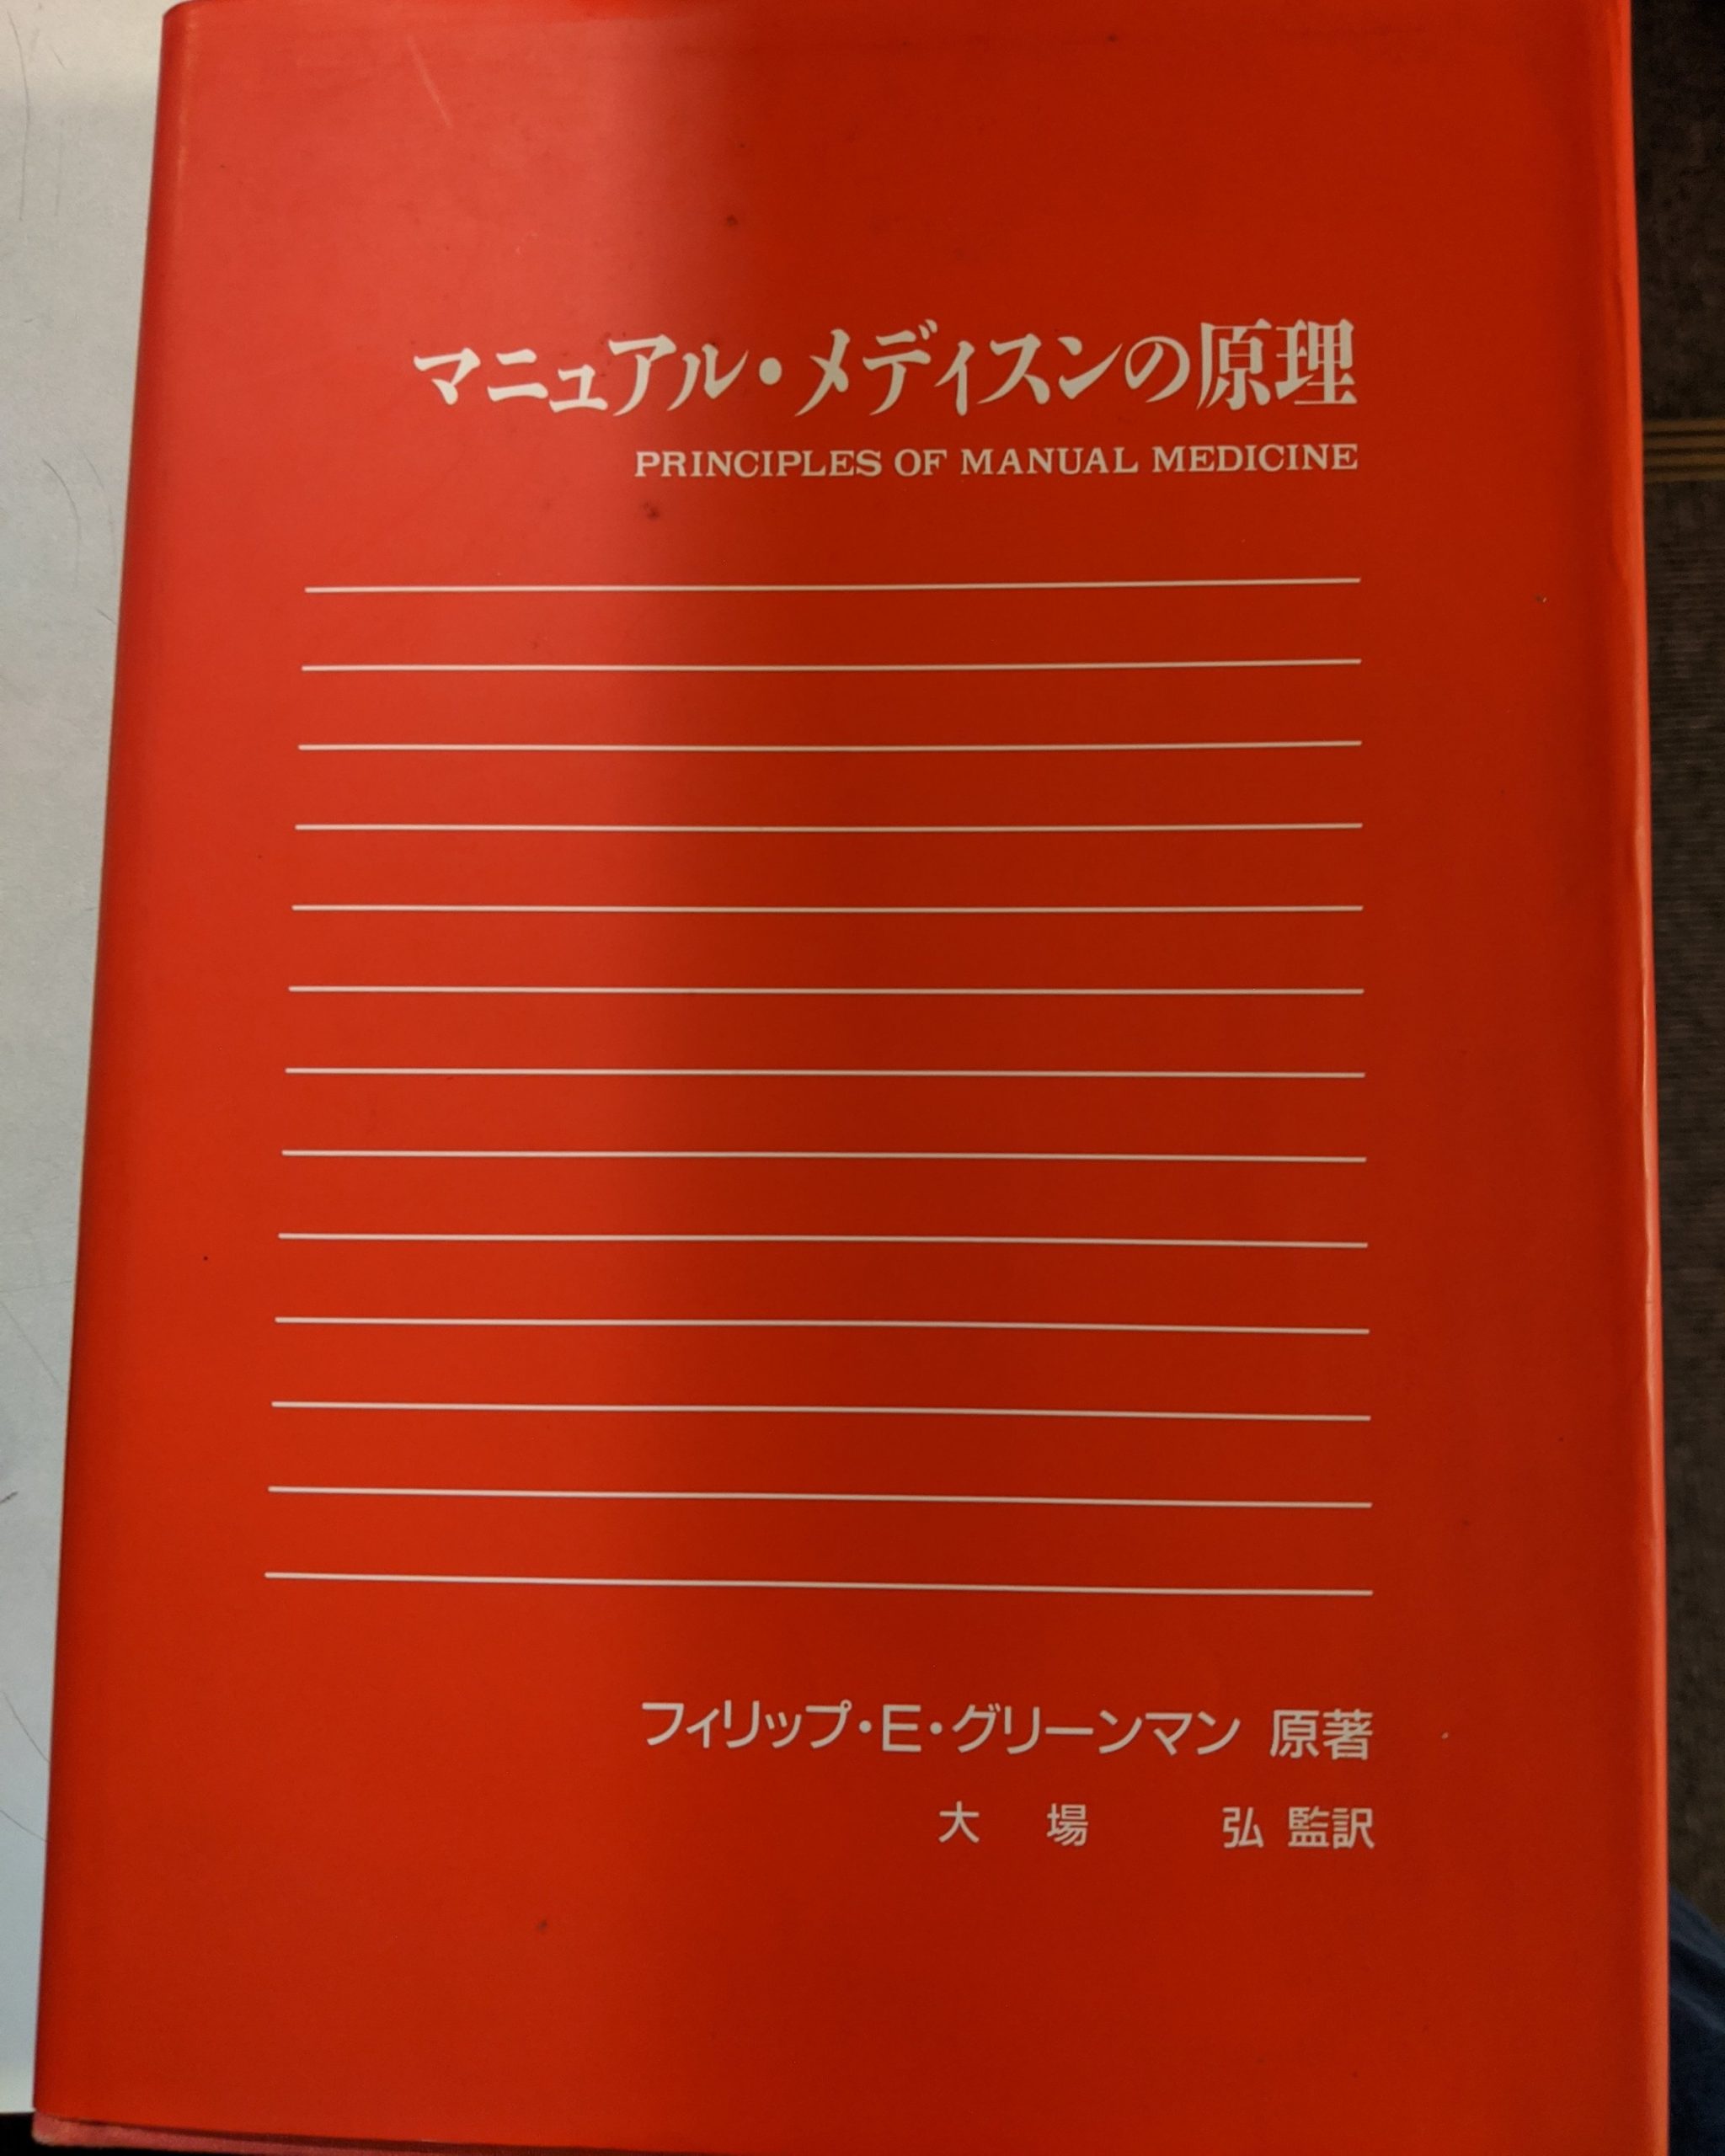 マニュアル・メディスンの原理
PRINCIPLES OF MANUAL MEDICINE
フィリップ・E・グリーンマン 原著
大場 弘 監訳